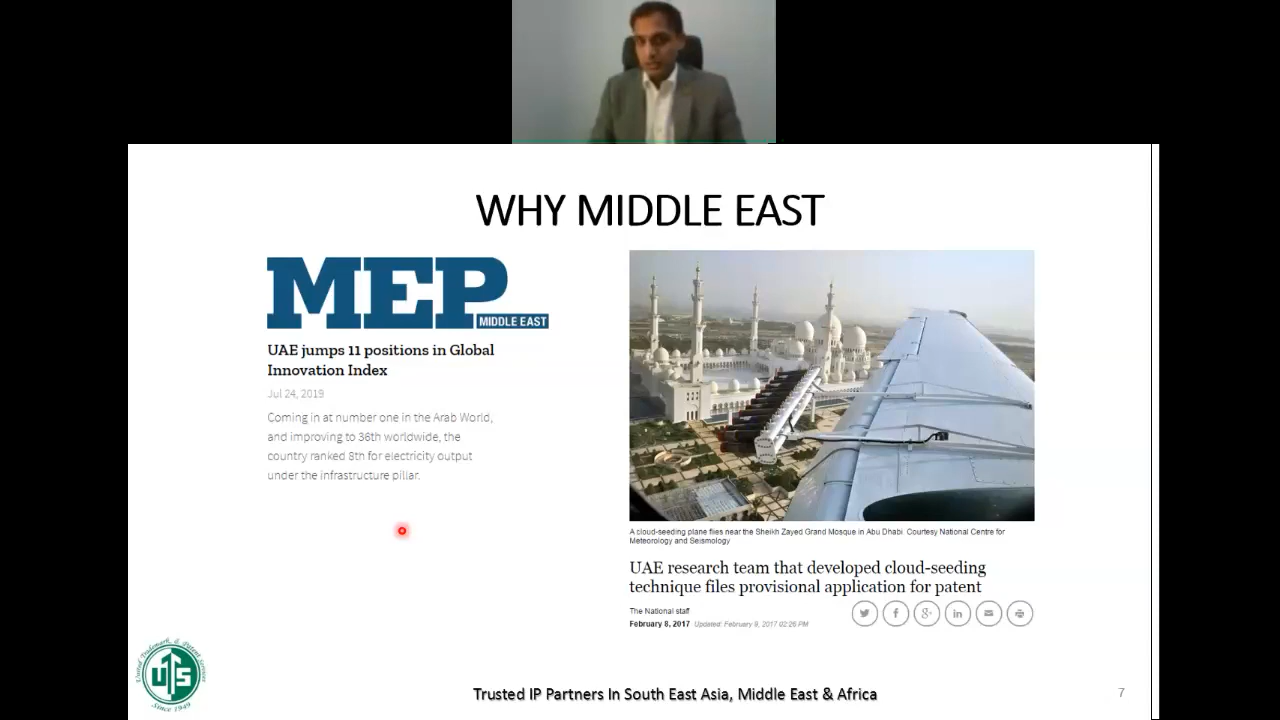 WHY MIDDLE EAST
MEP
MIDDLE EAST
UAE jumps 11 positions in Global
Innovation Index
Jul 24, 2019
Coming in at number one in the Arab World,
and improving to 36th worldwide, the
country ranked 8th for electricity output
under the infrastructure pillar.
A cloud-seeding plane flies near the Sheikh Zayed Grand Mosque in Abu Dhabi. Courtesy National Centre for
Meteorology and Seismology
UAE research team that developed cloud-seeding
technique files provisional application for patent
The National staff
February 8, 2017 Updated: February 9, 2017 02:26 PM
United Trademark & Patent Services
UTPS
Since 1949
Trusted IP Partners In South East Asia, Middle East & Africa
7